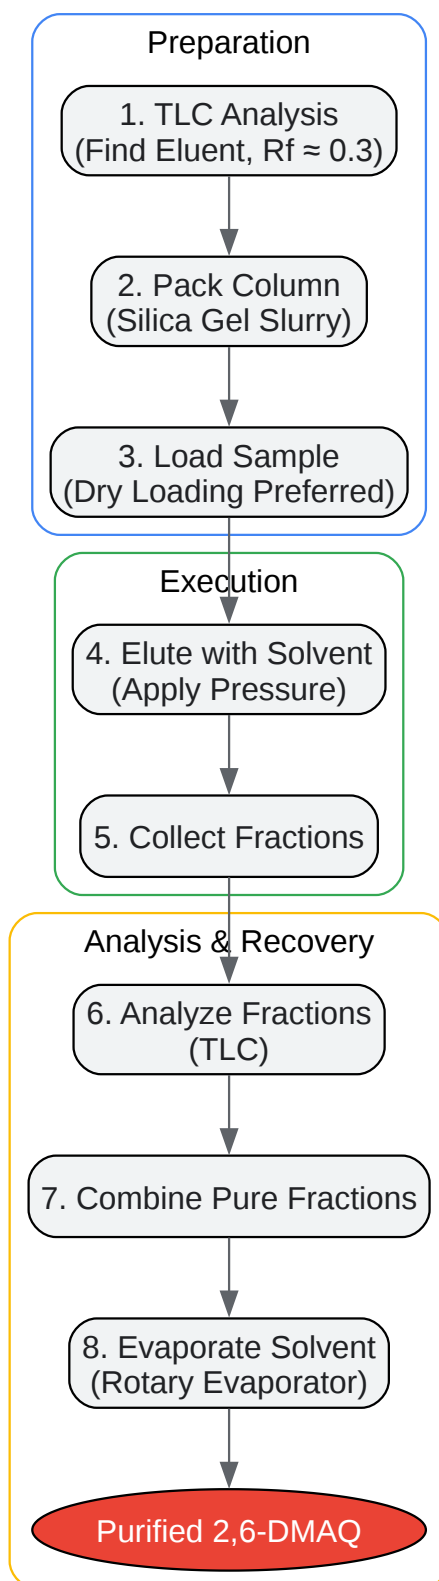 Preparation
1. TLC Analysis
(Find Eluent, Rf ≈ 0.3)
2. Pack Column
(Silica Gel Slurry)
3. Load Sample
(Dry Loading Preferred)
Execution
4. Elute with Solvent
(Apply Pressure)
5. Collect Fractions
Analysis & Recovery
6. Analyze Fractions
(TLC)
7. Combine Pure Fractions
8. Evaporate Solvent
(Rotary Evaporator)
Purified 2,6-DMAQ